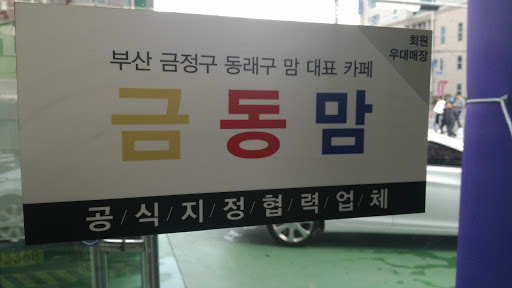 회원
우대매장
부산 금정구 동래구 맘 대표 카페
금동맘
공/식/지/정/협/력/업/체